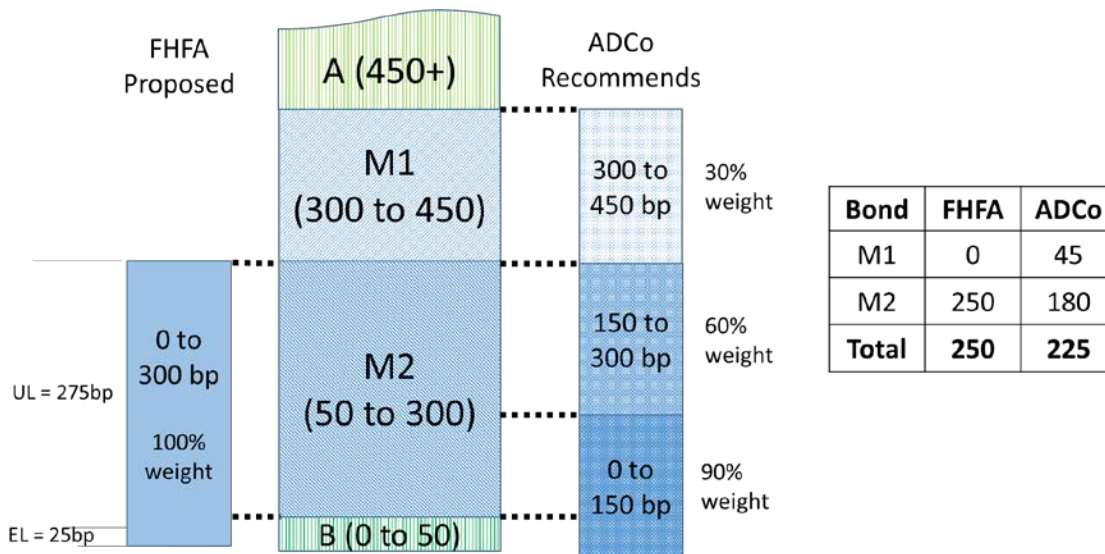 FHFA
Proposed
0 to
300 bp
100%
weight
UL = 275bp
EL = 25bp
A (450+)
M1
(300 to 450)
M2
(50 to 300)
B (0 to 50)
ADCo
Recommends
300 to
450 bp
30%
weight
150 to
300 bp
60%
weight
0 to
150 bp
90%
weight
Bond FHFA ADCo
M1 0 45
M2 250 180
Total 250 225